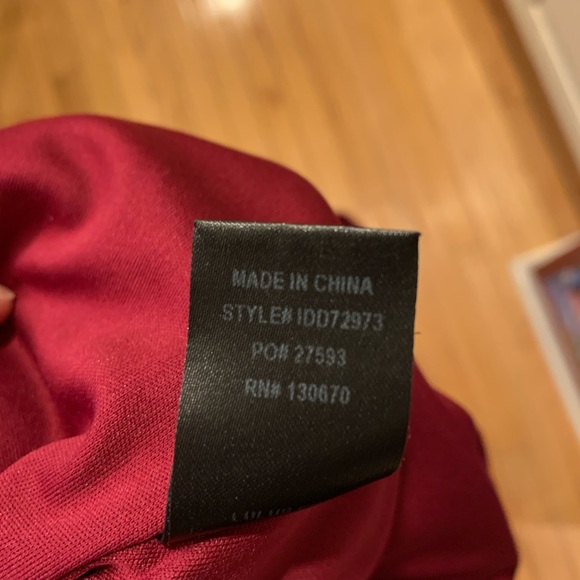 MADE IN CHINA
STYLE# IDD72973
PO# 27593
RN# 130670